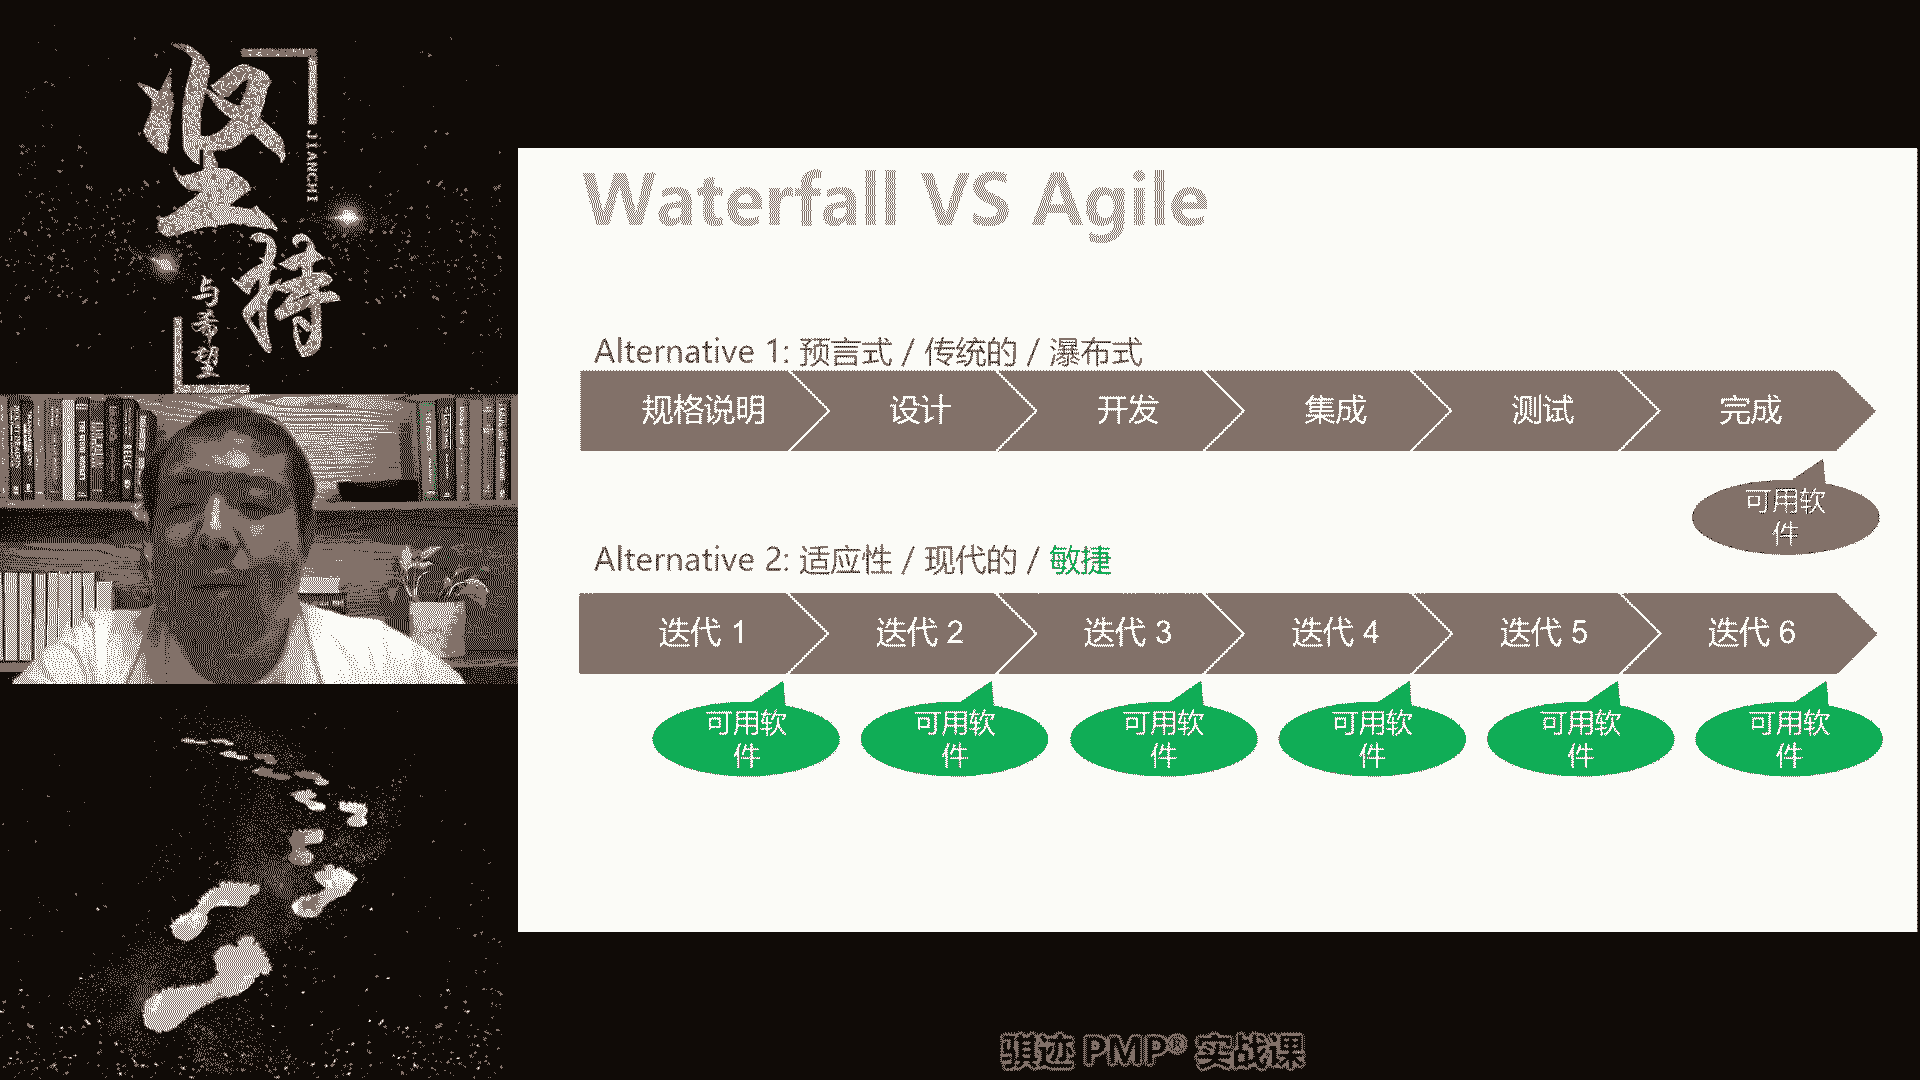 坚持
JIANCHI
与希望
Waterfall VS Agile
Alternative 1: 预言式 / 传统的 / 瀑布式
规格说明
设计
开发
集成
测试
完成
可用软
件
Alternative 2: 适应性 / 现代的 / 敏捷
迭代 1
迭代 2
迭代 3
迭代 4
迭代 5
迭代 6
可用软
件
可用软
件
可用软
件
可用软
件
可用软
件
可用软
件
骐迹 PMP® 实战课